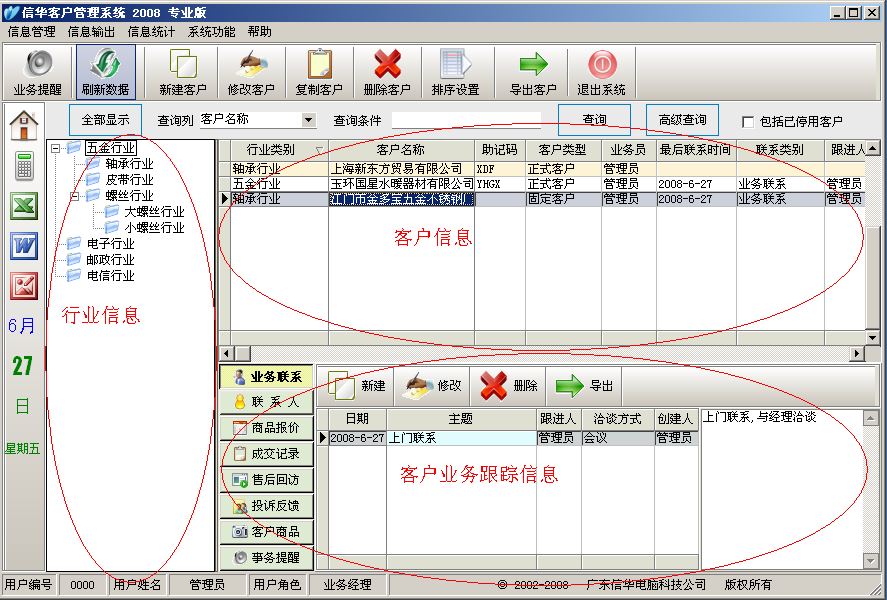 信华客户管理系统 2008 专业版
信息管理 信息输出 信息统计 系统功能 帮助
业务提醒 刷新数据 新建客户 修改客户 复制客户 删除客户 排序设置 导出客户 退出系统
全部显示 查询列 客户名称 查询条件 查询 高级查询 包括已停用客户
五金行业
轴承行业
皮带行业
螺丝行业
大螺丝行业
小螺丝行业
电子行业
邮政行业
电信行业
行业信息
6月
27
日
星期五
行业类别 客户名称 助记码 客户类型 业务员 最后联系时间 联系类别 跟进人
轴承行业 上海新东方贸易有限公司 XDF 正式客户 管理员
五金行业 玉环国星水暖器材有限公司 YHGX 正式客户 管理员 2008-6-27 业务联系 管理员
轴承行业 江门市金多宝五金不锈钢厂 固定客户 管理员 2008-6-27 业务联系 管理员
客户信息
业务联系
联系人
商品报价
成交记录
售后回访
投诉反馈
客户商品
事务提醒
新建 修改 删除 导出
日期 主题 跟进人 洽谈方式 创建人
2008-6-27 上门联系 管理员 会议 管理员
上门联系,与经理洽谈
客户业务跟踪信息
用户编号 0000 用户姓名 管理员 用户角色 业务经理 © 2002-2008 广东信华电脑科技公司 版权所有